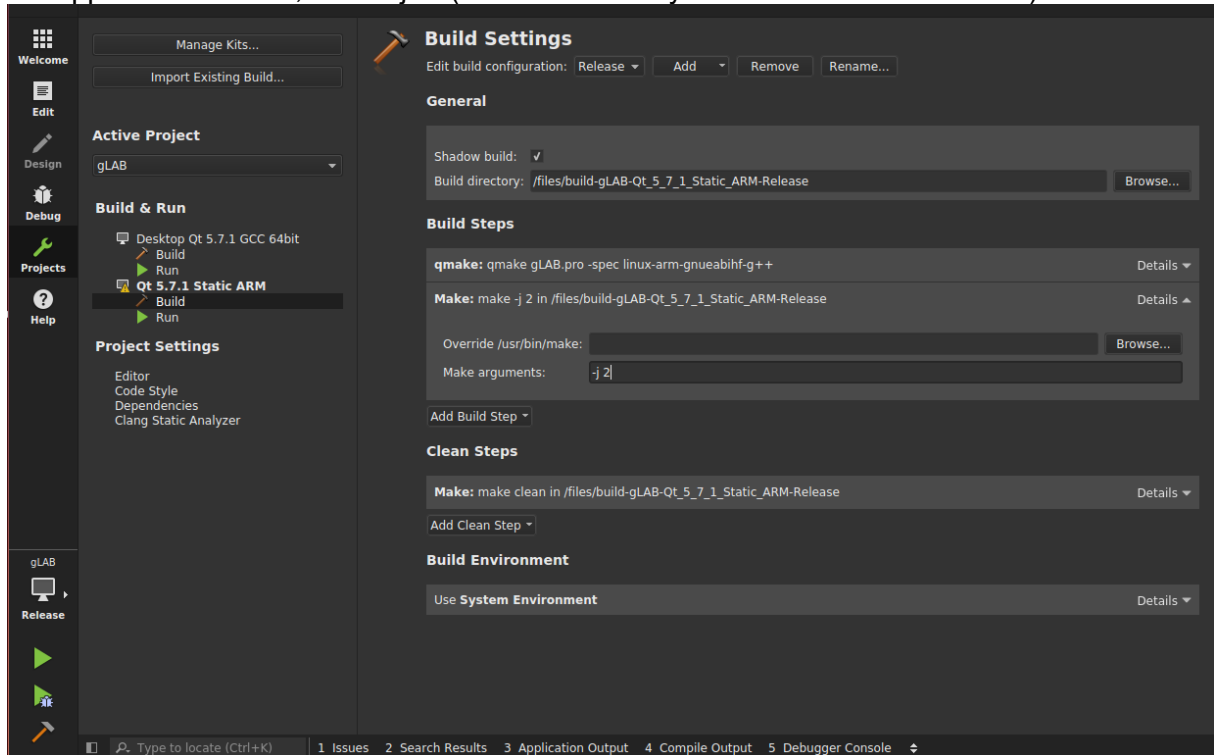 Welcome
Edit
Design
Debug
Projects
Help
gLAB
Release
Manage Kits...
Import Existing Build...
Active Project
gLAB
Build & Run
Desktop Qt 5.7.1 GCC 64bit
Build
Run
Qt 5.7.1 Static ARM
Build
Run
Project Settings
Editor
Code Style
Dependencies
Clang Static Analyzer
Build Settings
Edit build configuration: Release Add Remove Rename...
General
Shadow build:
Build directory: /files/build-gLAB-Qt_5_7_1_Static_ARM-Release Browse...
Build Steps
qmake: qmake gLAB.pro -spec linux-arm-gnueabihf-g++ Details
Make: make -j 2 in /files/build-gLAB-Qt_5_7_1_Static_ARM-Release Details
Override /usr/bin/make: Browse...
Make arguments: -j 2
Add Build Step
Clean Steps
Make: make clean in /files/build-gLAB-Qt_5_7_1_Static_ARM-Release Details
Add Clean Step
Build Environment
Use System Environment Details
Type to locate (Ctrl+K) 1 Issues 2 Search Results 3 Application Output 4 Compile Output 5 Debugger Console